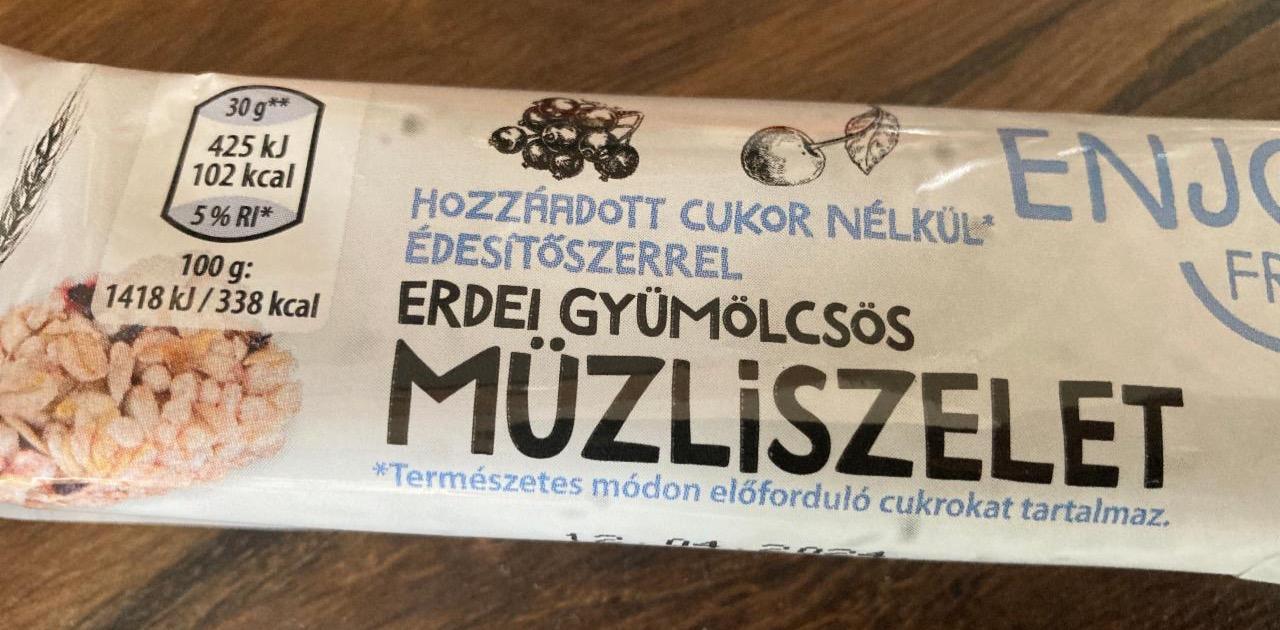 30 g**
425 kJ
102 kcal
5 % RI*
100 g:
1418 kJ / 338 kcal
HOZZÁADOTT CUKOR NÉLKÜL*
ÉDESÍTŐSZERREL
ERDEI GYÜMÖLCSÖS
MÜZLiSZELET
*Természetes módon előforduló cukrokat tartalmaz.